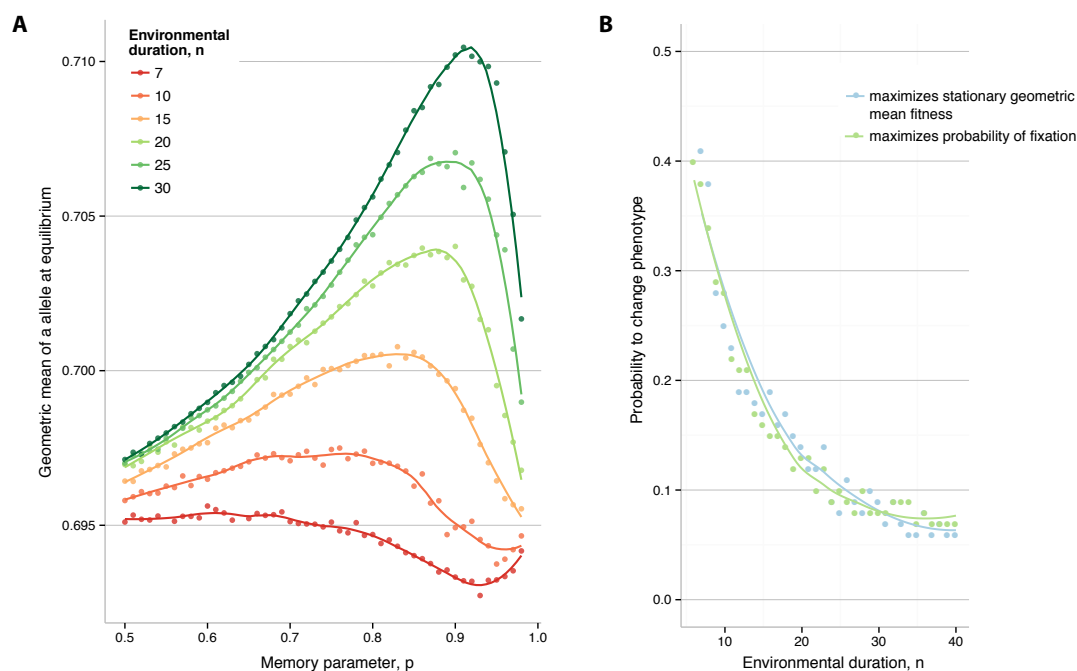 A
Environmental
duration, n
7
10
15
20
25
30
0.710
0.705
0.700
0.695
Geometric mean of a allele at equilibrium
0.5
0.6
0.7
0.8
0.9
1.0
Memory parameter, p
B
maximizes stationary geometric
mean fitness
maximizes probability of fixation
0.5
0.4
0.3
0.2
0.1
0.0
Probability to change phenotype
10
20
30
40
Environmental duration, n